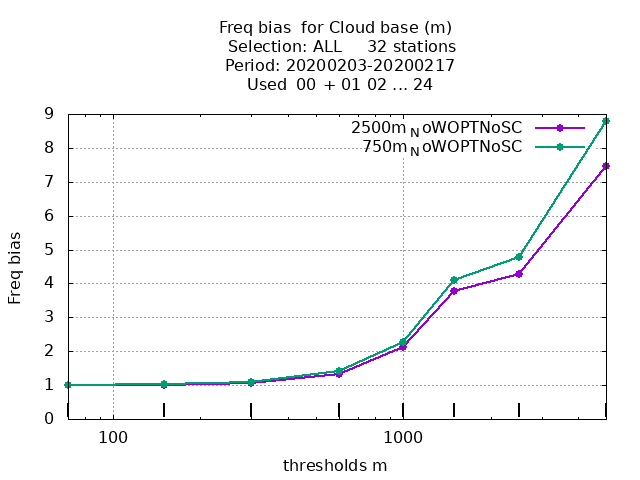 Freq bias  for Cloud base (m)
Selection: ALL     32 stations
Period: 20200203-20200217
Used  00 + 01 02 ... 24
2500m_NoWOPTNoSC
750m_NoWOPTNoSC
9
8
7
6
5
4
3
2
1
0
Freq bias
100
1000
thresholds m